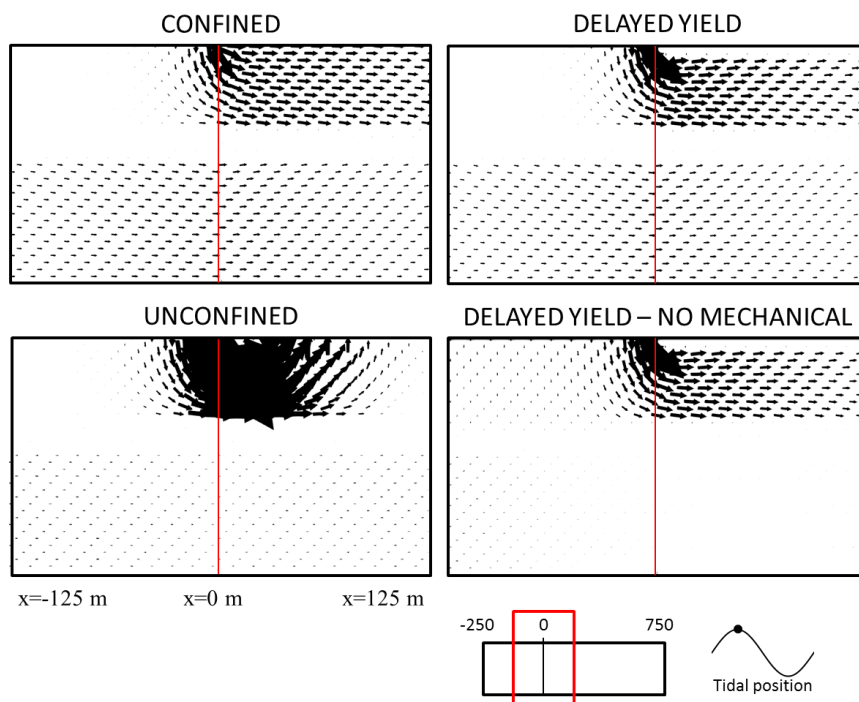 CONFINED
DELAYED YIELD
UNCONFINED
DELAYED YIELD – NO MECHANICAL
x=-125 m x=0 m x=125 m
-250 0 750
Tidal position